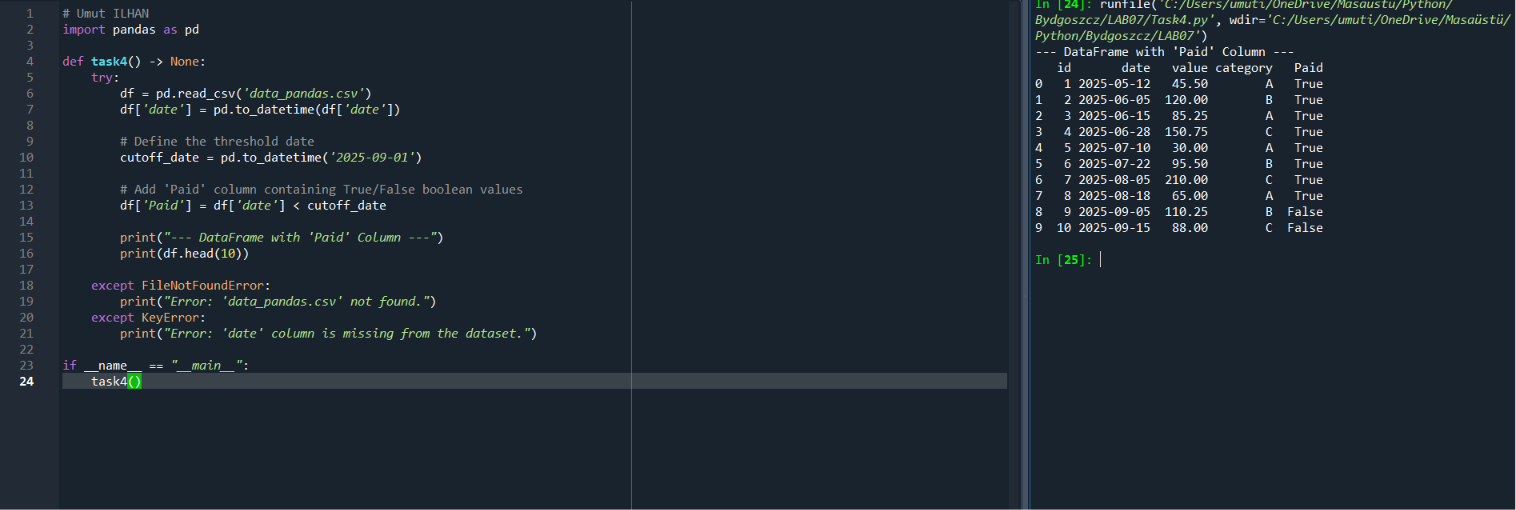 1 # Umut ILHAN
2 import pandas as pd
3
4 def task4() -> None:
5     try:
6         df = pd.read_csv('data_pandas.csv')
7         df['date'] = pd.to_datetime(df['date'])
8
9         # Define the threshold date
10         cutoff_date = pd.to_datetime('2025-09-01')
11
12         # Add 'Paid' column containing True/False boolean values
13         df['Paid'] = df['date'] < cutoff_date
14
15         print("--- DataFrame with 'Paid' Column ---")
16         print(df.head(10))
17
18     except FileNotFoundError:
19         print("Error: 'data_pandas.csv' not found.")
20     except KeyError:
21         print("Error: 'date' column is missing from the dataset.")
22
23 if __name__ == "__main__":
24     task4()
In [24]: runfile('C:/Users/umuti/OneDrive/Masaüstü/Python/
Bydgoszcz/LAB07/Task4.py', wdir='C:/Users/umuti/OneDrive/Masaüstü/
Python/Bydgoszcz/LAB07')
--- DataFrame with 'Paid' Column ---
   id       date   value category   Paid
0   1 2025-05-12   45.50        A   True
1   2 2025-06-05  120.00        B   True
2   3 2025-06-15   85.25        A   True
3   4 2025-06-28  150.75        C   True
4   5 2025-07-10   30.00        A   True
5   6 2025-07-22   95.50        B   True
6   7 2025-08-05  210.00        C   True
7   8 2025-08-18   65.00        A   True
8   9 2025-09-05  110.25        B  False
9  10 2025-09-15   88.00        C  False
In [25]: